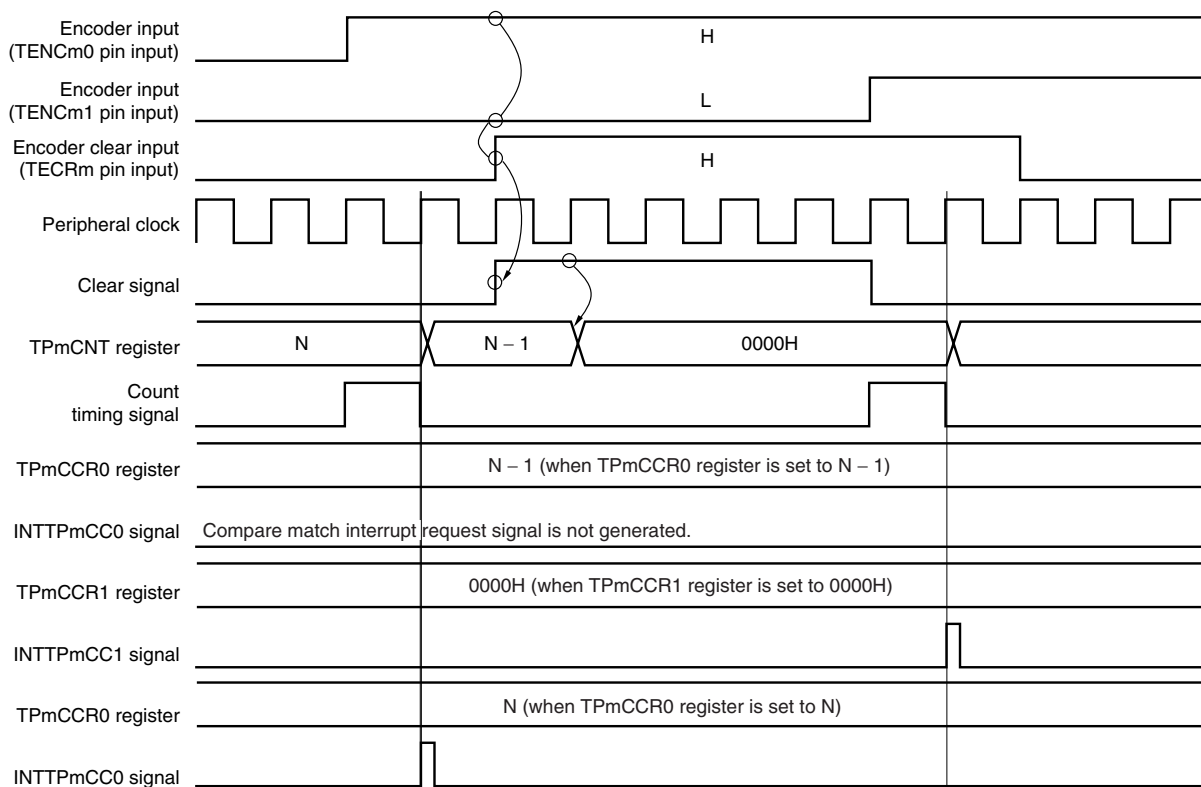 Encoder input
(TENCm0 pin input)
H
Encoder input
(TENCm1 pin input)
L
Encoder clear input
(TECRm pin input)
H
Peripheral clock
Clear signal
TPmCNT register
N
N – 1
0000H
Count
timing signal
TPmCCR0 register
N – 1 (when TPmCCR0 register is set to N – 1)
INTTPmCC0 signal
Compare match interrupt request signal is not generated.
TPmCCR1 register
0000H (when TPmCCR1 register is set to 0000H)
INTTPmCC1 signal
TPmCCR0 register
N (when TPmCCR0 register is set to N)
INTTPmCC0 signal